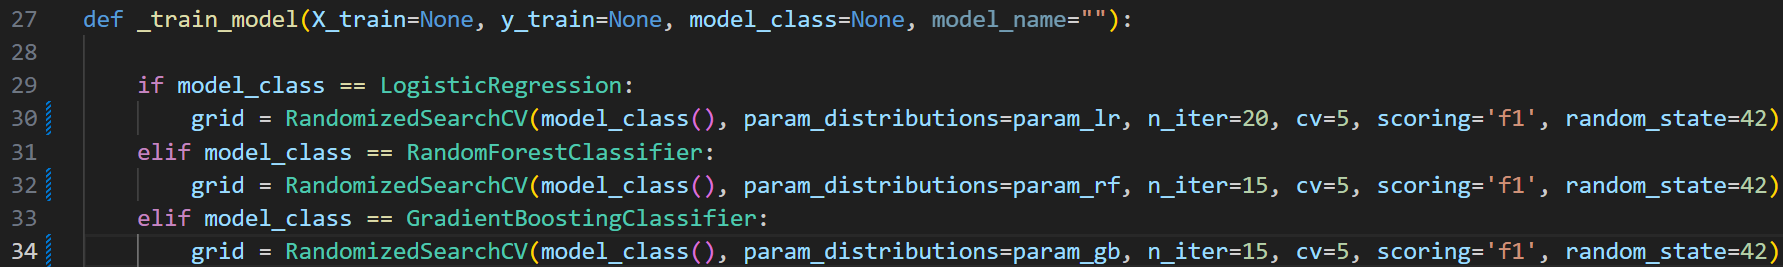 27 def _train_model(X_train=None, y_train=None, model_class=None, model_name=""):
28
29 if model_class == LogisticRegression:
30 grid = RandomizedSearchCV(model_class(), param_distributions=param_lr, n_iter=20, cv=5, scoring='f1', random_state=42)
31 elif model_class == RandomForestClassifier:
32 grid = RandomizedSearchCV(model_class(), param_distributions=param_rf, n_iter=15, cv=5, scoring='f1', random_state=42)
33 elif model_class == GradientBoostingClassifier:
34 grid = RandomizedSearchCV(model_class(), param_distributions=param_gb, n_iter=15, cv=5, scoring='f1', random_state=42)